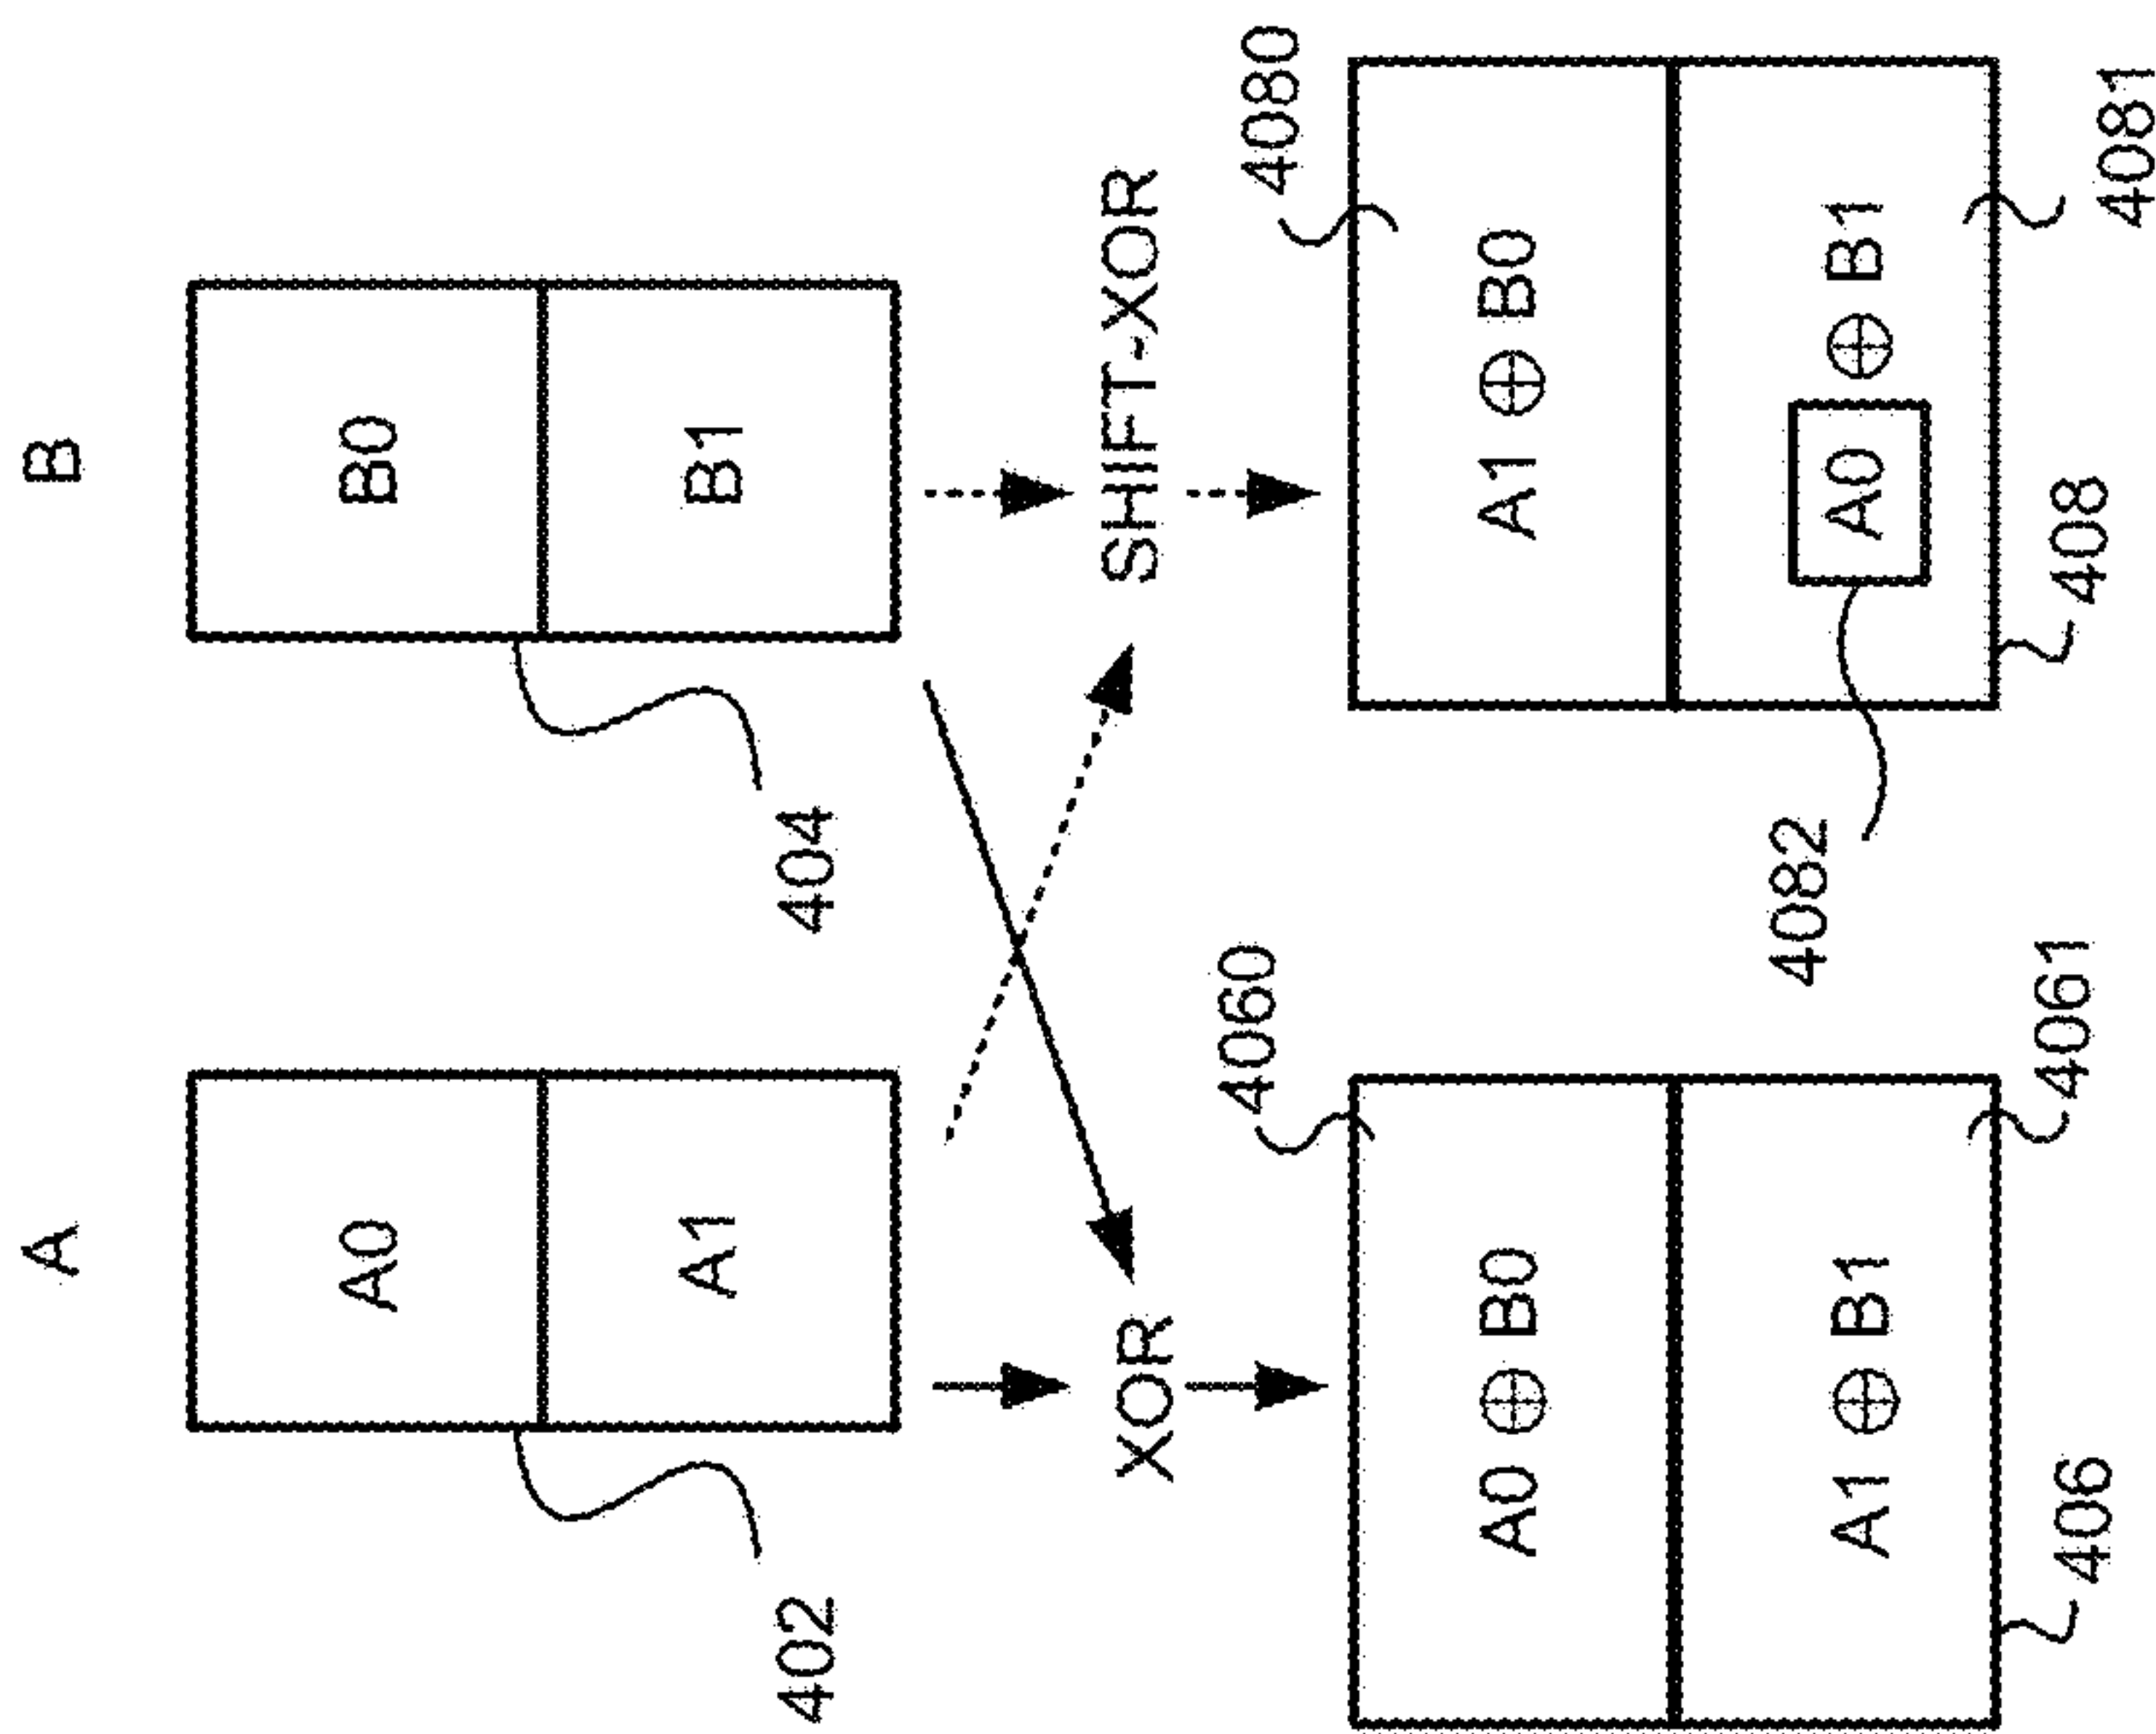 A B
A0 B0
A1 B1
402 404
XOR SHIFT-XOR
4060 4080
A0 ⊕ B0 A1 ⊕ B0
4082
A1 ⊕ B1 A0 ⊕ B1
406 4061 408 4081